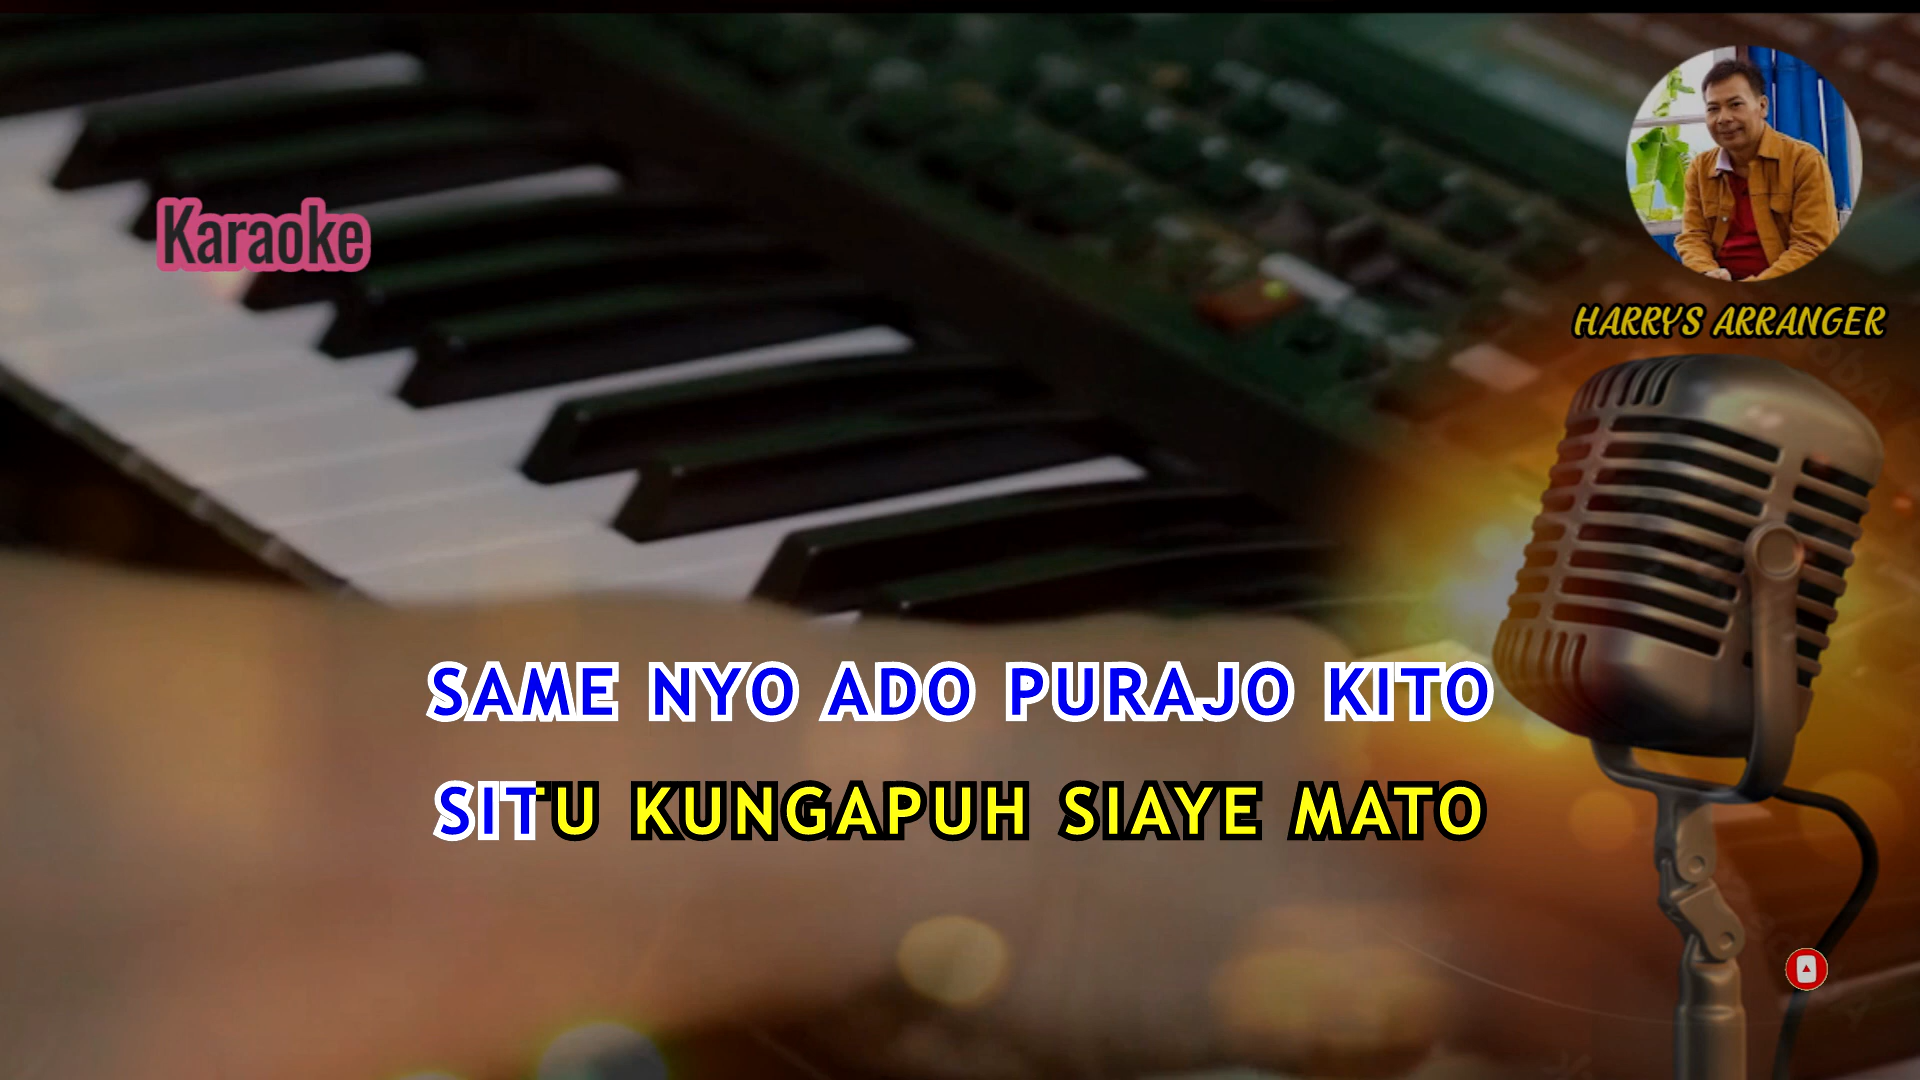 Karaoke
HARRYS ARRANGER
SAME NYO ADO PURAJO KITO
SITU KUNGAPUH SIAYE MATO